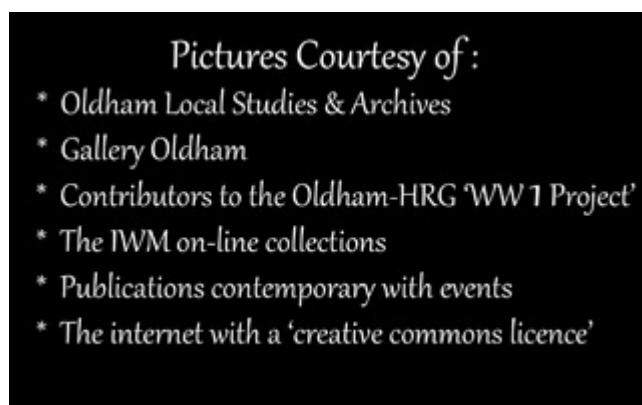 Pictures Courtesy of :
* Oldham Local Studies & Archives
* Gallery Oldham
* Contributors to the Oldham-HRG ‘WW 1 Project’
* The IWM on-line collections
* Publications contemporary with events
* The internet with a ‘creative commons licence’